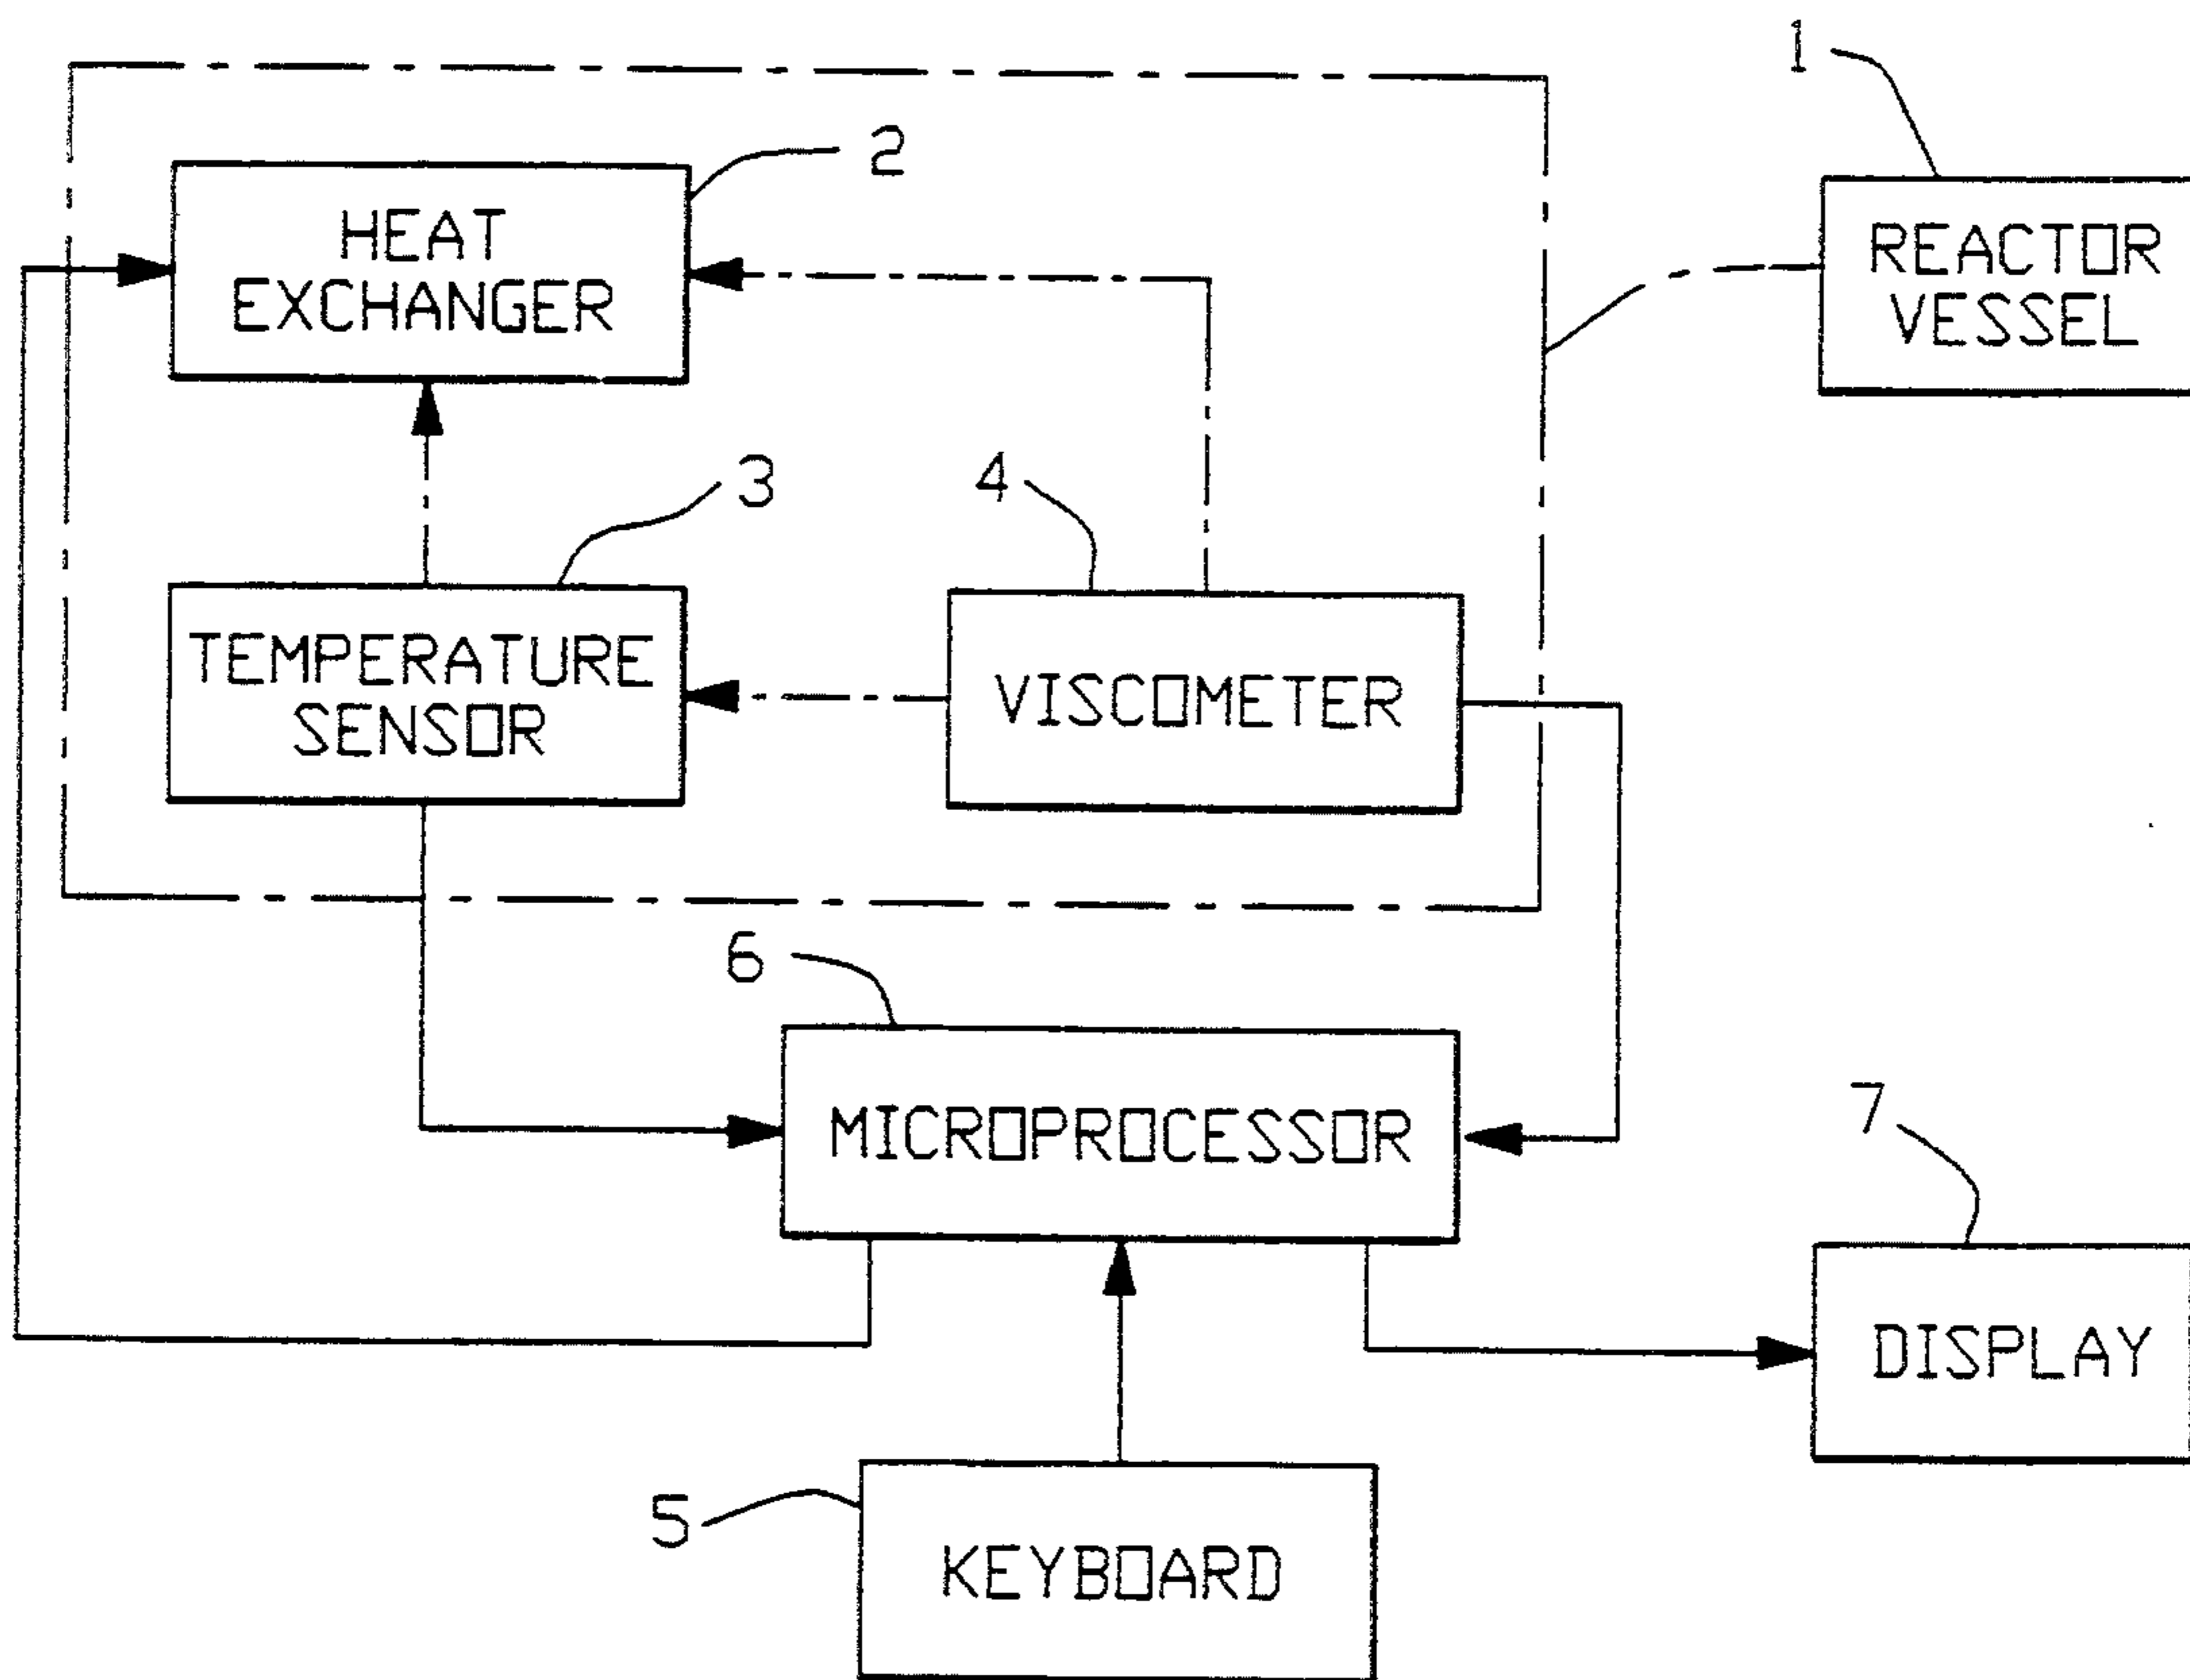 1
2
HEAT
EXCHANGER
REACTOR
VESSEL
3
4
TEMPERATURE
SENSOR
VISCOMETER
6
MICROPROCESSOR
7
DISPLAY
5
KEYBOARD